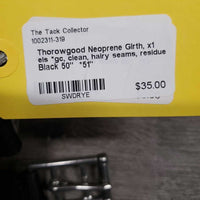 The Tack Collector
1002311-319
Thorowgood Neoprene Girth, x1
els *gc, clean, hairy seams, residue
Black 50" *51"
$35.00
SWDRYE